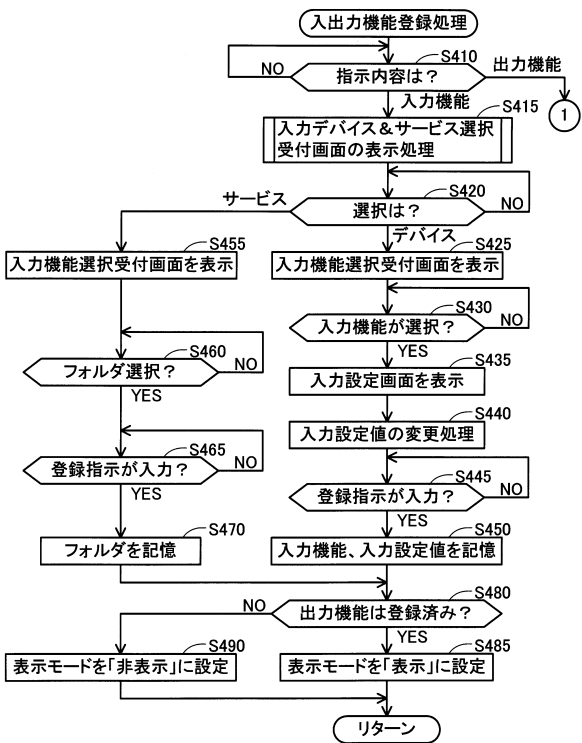 入出力機能登録処理
S410
NO
指示内容は？
出力機能
1
入力機能
S415
入力デバイス＆サービス選択
受付画面の表示処理
S420
サービス
選択は？
NO
デバイス
S455
入力機能選択受付画面を表示
S425
入力機能選択受付画面を表示
S430
入力機能が選択？
NO
YES
S460
フォルダ選択？
NO
YES
S435
入力設定画面を表示
S440
入力設定値の変更処理
S465
登録指示が入力？
NO
YES
S445
登録指示が入力？
NO
YES
S470
フォルダを記憶
S450
入力機能、入力設定値を記憶
S480
NO
出力機能は登録済み？
YES
S490
表示モードを「非表示」に設定
S485
表示モードを「表示」に設定
リターン